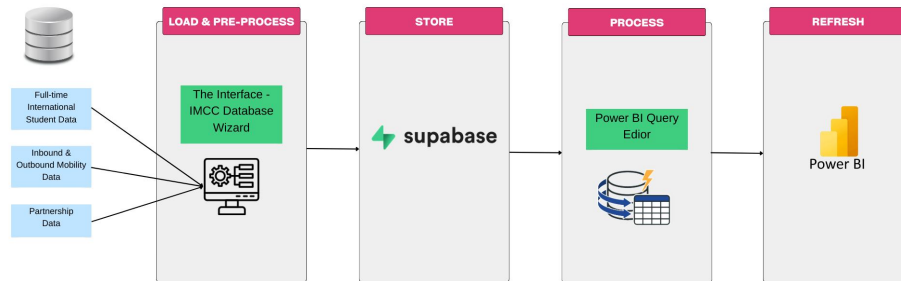 LOAD & PRE-PROCESS
STORE
PROCESS
REFRESH
Full-time
International
Student Data
Inbound &
Outbound Mobility
Data
Partnership
Data
The Interface -
IMCC Database
Wizard
supabase
Power BI Query
Edior
Power BI